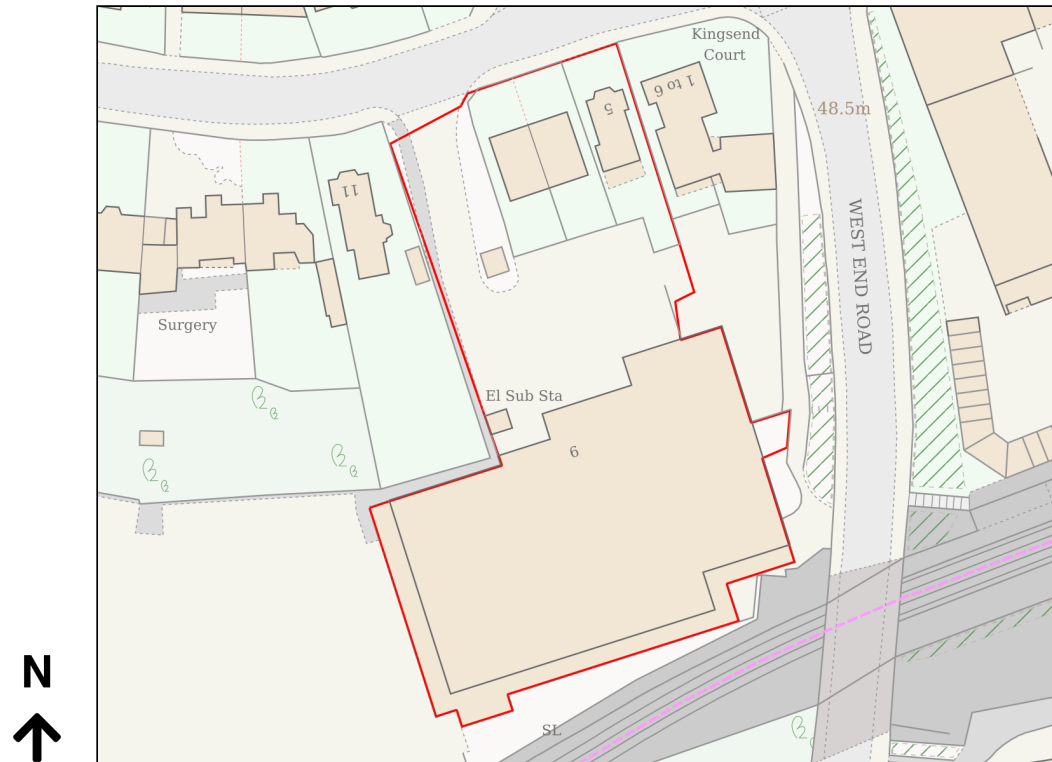 Kingsend
Court
1 to 6
5
48.5m
11
WEST END ROAD
Surgery
El Sub Sta
6
N
SL